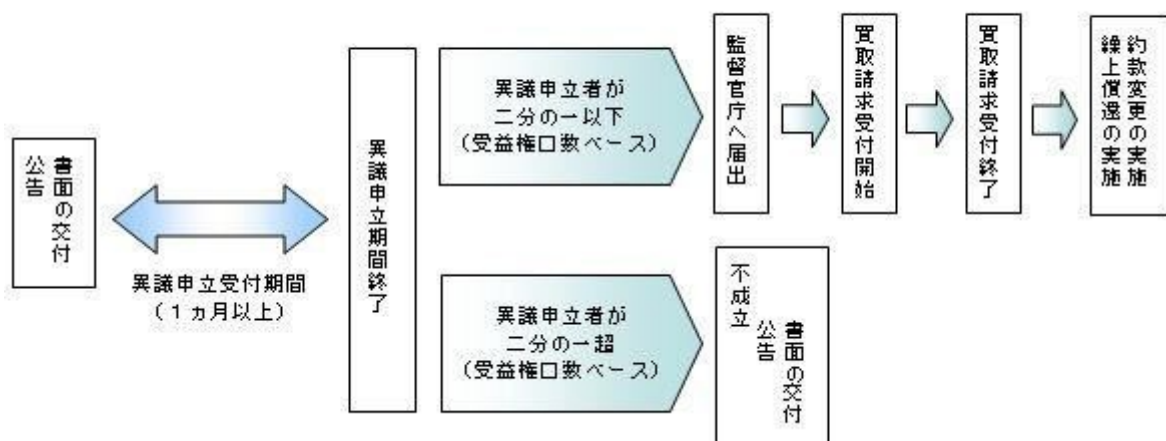 書面の交付
公告
異議申立受付期間
(1ヵ月以上)
異議申立期間終了
異議申立者が
二分の一以下
(受益権口数ベース)
監督官庁へ届出
買取請求受付開始
買取請求受付終了
約款変更の実施
繰上償還の実施
異議申立者が
二分の一超
(受益権口数ベース)
不成立
書面の交付
公告